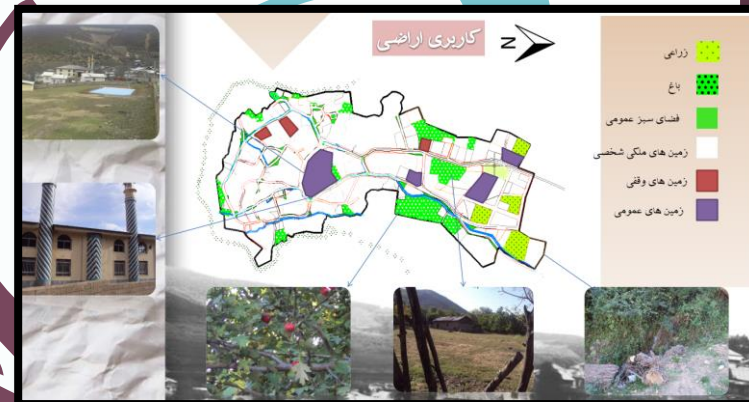 کاربری اراضی
N
زراعی
باغ
فضای سبز عمومی
زمین های ملکی شخصی
زمین های وقفی
زمین های عمومی